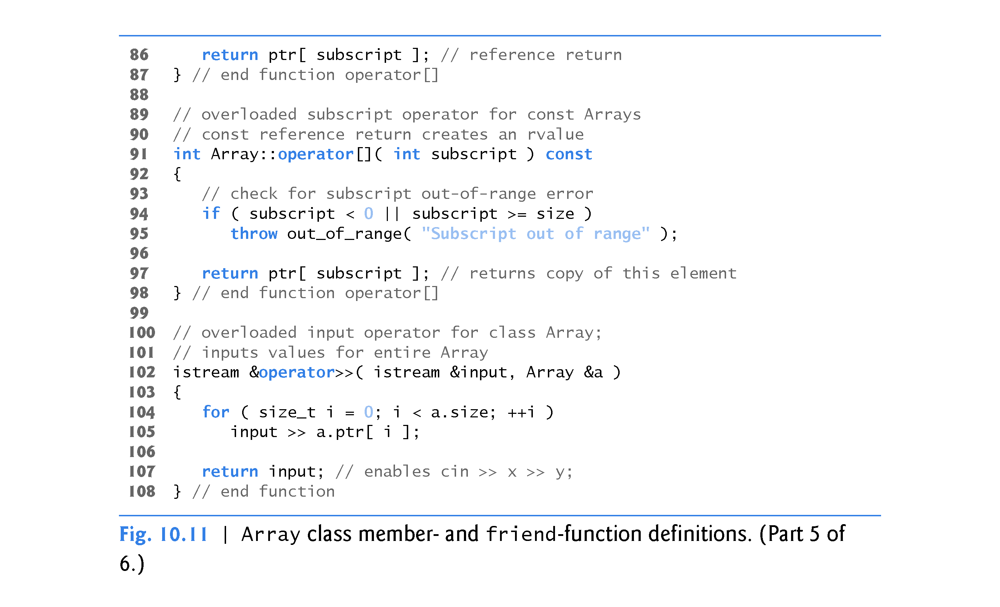 86 return ptr[ subscript ]; // reference return
87 } // end function operator[]
88
89 // overloaded subscript operator for const Arrays
90 // const reference return creates an rvalue
91 int Array::operator[]( int subscript ) const
92 {
93 // check for subscript out-of-range error
94 if ( subscript < 0 || subscript >= size )
95 throw out_of_range( "Subscript out of range" );
96
97 return ptr[ subscript ]; // returns copy of this element
98 } // end function operator[]
99
100 // overloaded input operator for class Array;
101 // inputs values for entire Array
102 istream &operator>>( istream &input, Array &a )
103 {
104 for ( size_t i = 0; i < a.size; ++i )
105 input >> a.ptr[ i ];
106
107 return input; // enables cin >> x >> y;
108 } // end function
Fig. 10.11 | Array class member- and friend-function definitions. (Part 5 of
6.)